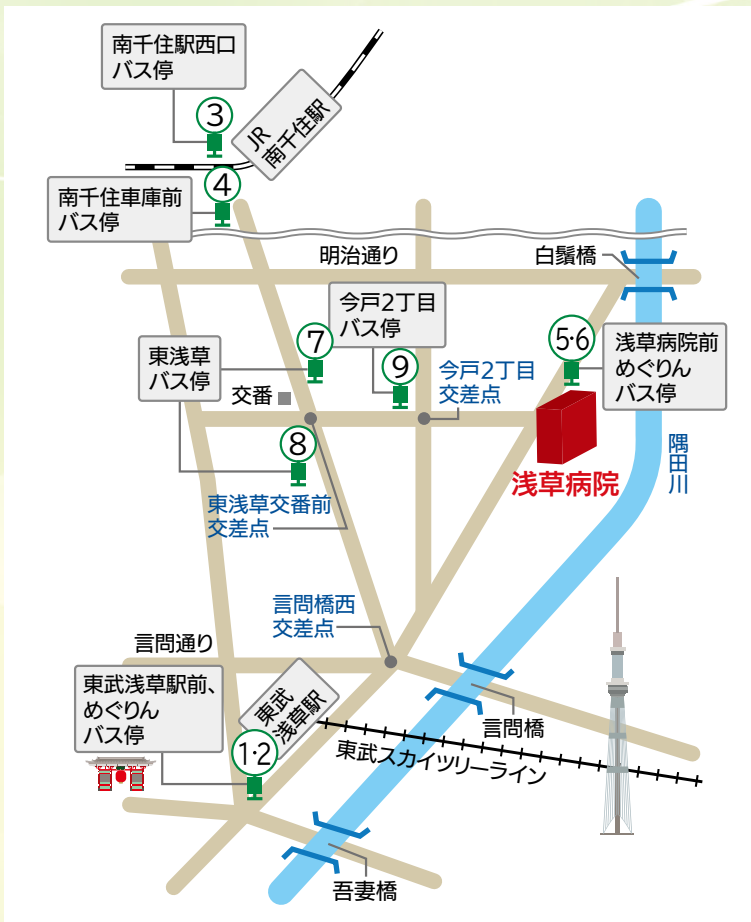 南千住駅西口
バス停
3
JR
南千住駅
4
南千住車庫前
バス停
明治通り
白鬚橋
今戸2丁目
バス停
7
5·6
東浅草
バス停
9
今戸2丁目
交差点
浅草病院前
めぐりん
バス停
交番
8
浅草病院
隅田川
東浅草交番前
交差点
言問橋西
交差点
言問通り
東武浅草駅前、
めぐりん
バス停
東武
浅草駅
1·2
言問橋
東武スカイツリーライン
吾妻橋